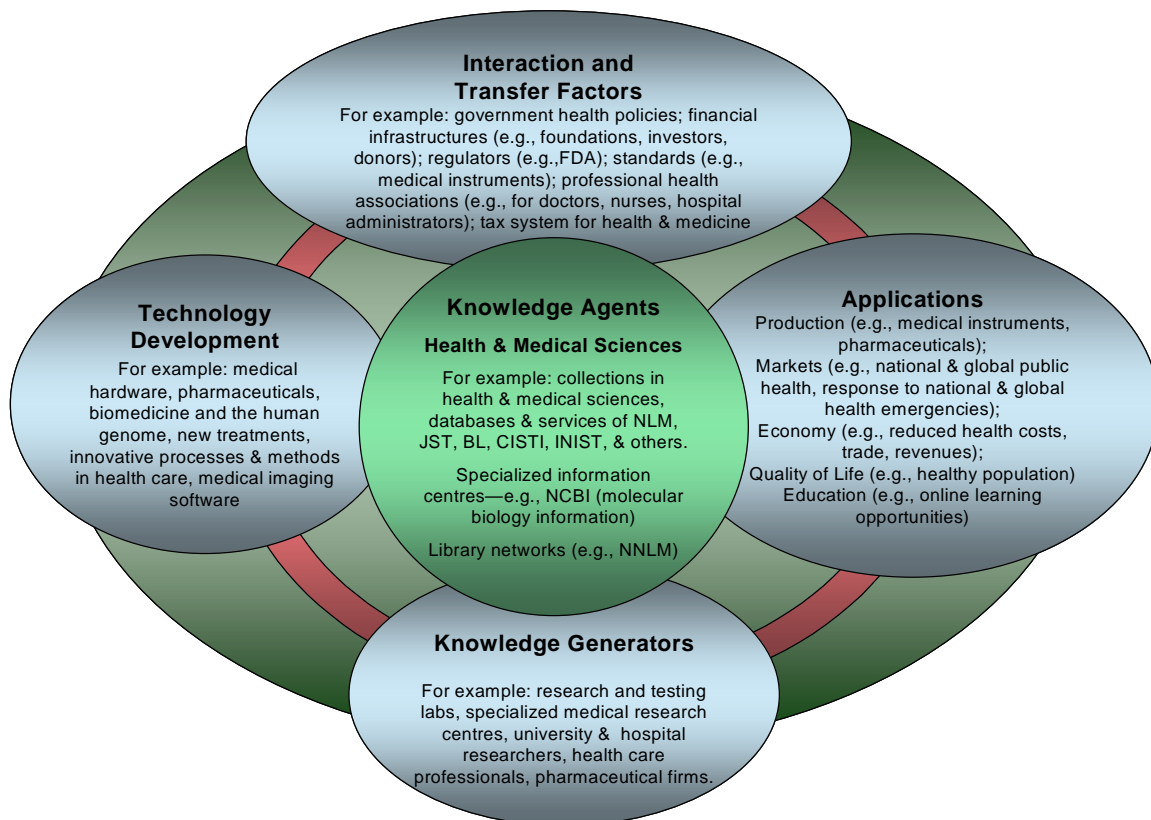 Interaction and
Transfer Factors
For example: government health policies; financial
infrastructures (e.g., foundations, investors,
donors); regulators (e.g.,FDA); standards (e.g.,
medical instruments); professional health
associations (e.g., for doctors, nurses, hospital
administrators); tax system for health & medicine
Technology
Development
For example: medical
hardware, pharmaceuticals,
biomedicine and the human
genome, new treatments,
innovative processes & methods
in health care, medical imaging
software
Knowledge Agents
Health & Medical Sciences
For example: collections in
health & medical sciences,
databases & services of NLM,
JST, BL, CISTI, INIST, & others.
Specialized information
centres—e.g., NCBI (molecular
biology information)
Library networks (e.g., NNLM)
Applications
Production (e.g., medical instruments,
pharmaceuticals);
Markets (e.g., national & global public
health, response to national & global
health emergencies);
Economy (e.g., reduced health costs,
trade, revenues);
Quality of Life (e.g., healthy population)
Education (e.g., online learning
opportunities)
Knowledge Generators
For example: research and testing
labs, specialized medical research
centres, university & hospital
researchers, health care
professionals, pharmaceutical firms.